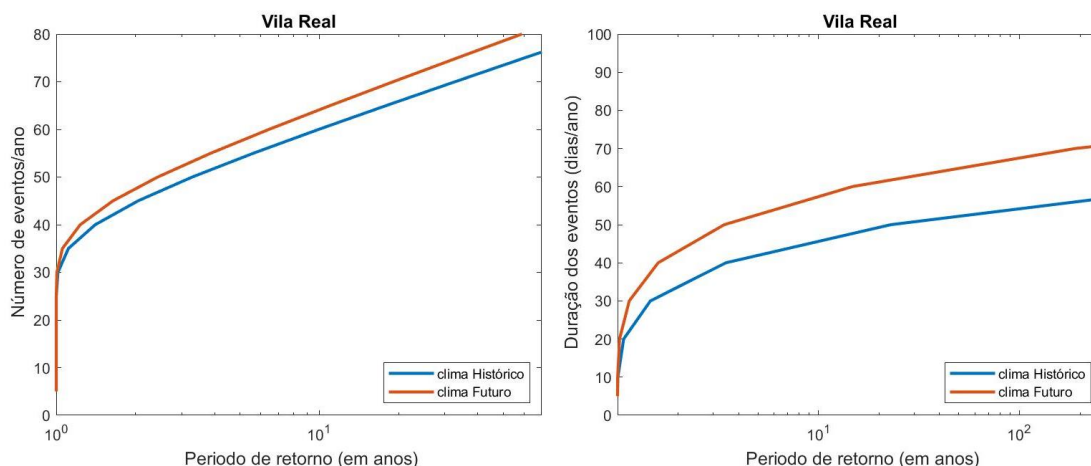 Vila Real
Número de eventos/ano
80
70
60
50
40
30
20
10
0
10^0
10^1
Periodo de retorno (em anos)
clima Histórico
clima Futuro
Vila Real
Duração dos eventos (dias/ano)
100
90
80
70
60
50
40
30
20
10
0
10^1
10^2
Periodo de retorno (em anos)
clima Histórico
clima Futuro